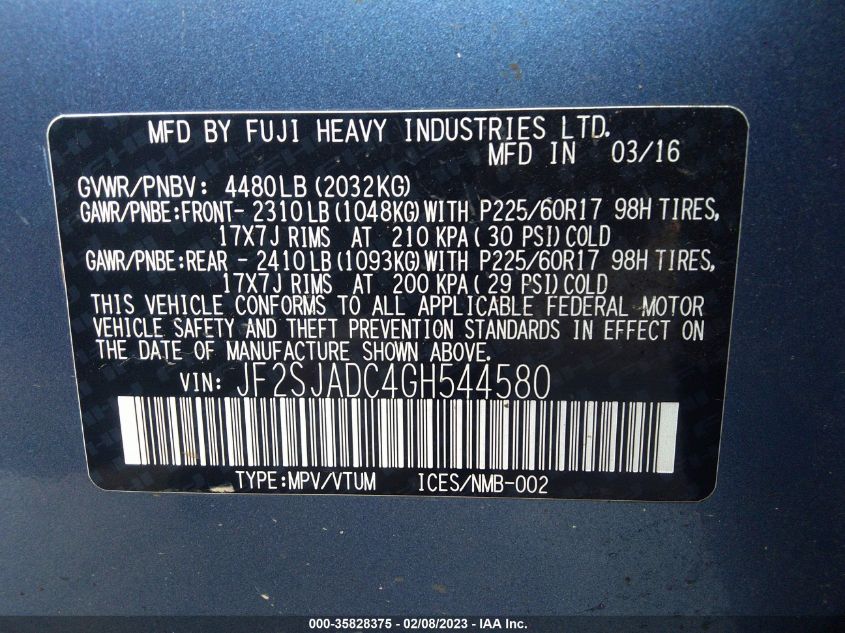 MFD BY FUJI HEAVY INDUSTRIES LTD.
MFD IN 03/16
GVWR/PNBV: 4480LB(2032KG)
GAWR/PNBE:FRONT- 2310LB(1048KG)WITH P225/60R17 98H TIRES,
17X7J RIMS AT 210 KPA( 30 PSI)COLD
GAWR/PNBE:REAR - 2410LB(1093KG)WITH P225/60R17 98H TIRES,
17X7J RIMS AT 200 KPA( 29 PSI)COLD
THIS VEHICLE CONFORMS TO ALL APPLICABLE FEDERAL MOTOR
VEHICLE SAFETY AND THEFT PREVENTION STANDARDS IN EFFECT ON
THE DATE OF MANUFACTURE SHOWN ABOVE.
VIN: JF2SJADC4GH544580
TYPE:MPV/VTUM ICES/NMB-002
000-35828375 - 02/08/2023 - IAA Inc.